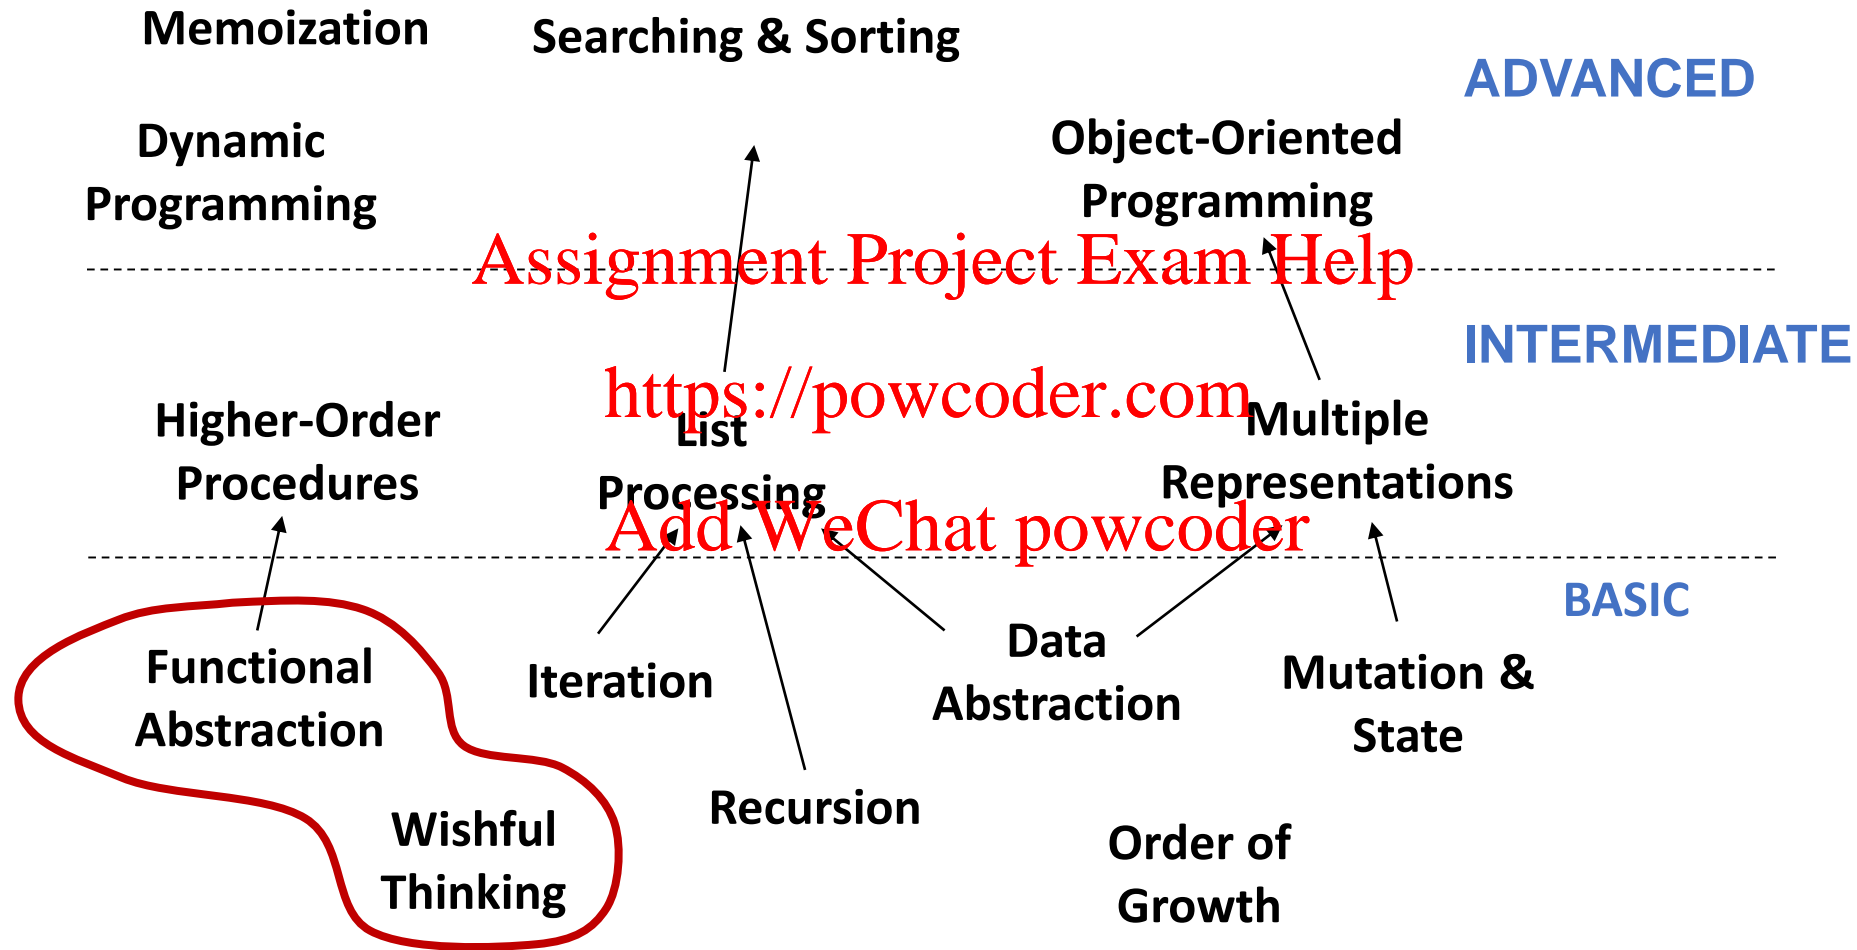 Memoization
Searching & Sorting
ADVANCED
Dynamic
Programming
Object-Oriented
Programming
Assignment Project Exam Help
INTERMEDIATE
https://powcoder.com
Higher-Order
Procedures
List
Processing
Multiple
Representations
Add WeChat powcoder
BASIC
Functional
Abstraction
Iteration
Data
Abstraction
Mutation &
State
Wishful
Thinking
Recursion
Order of
Growth